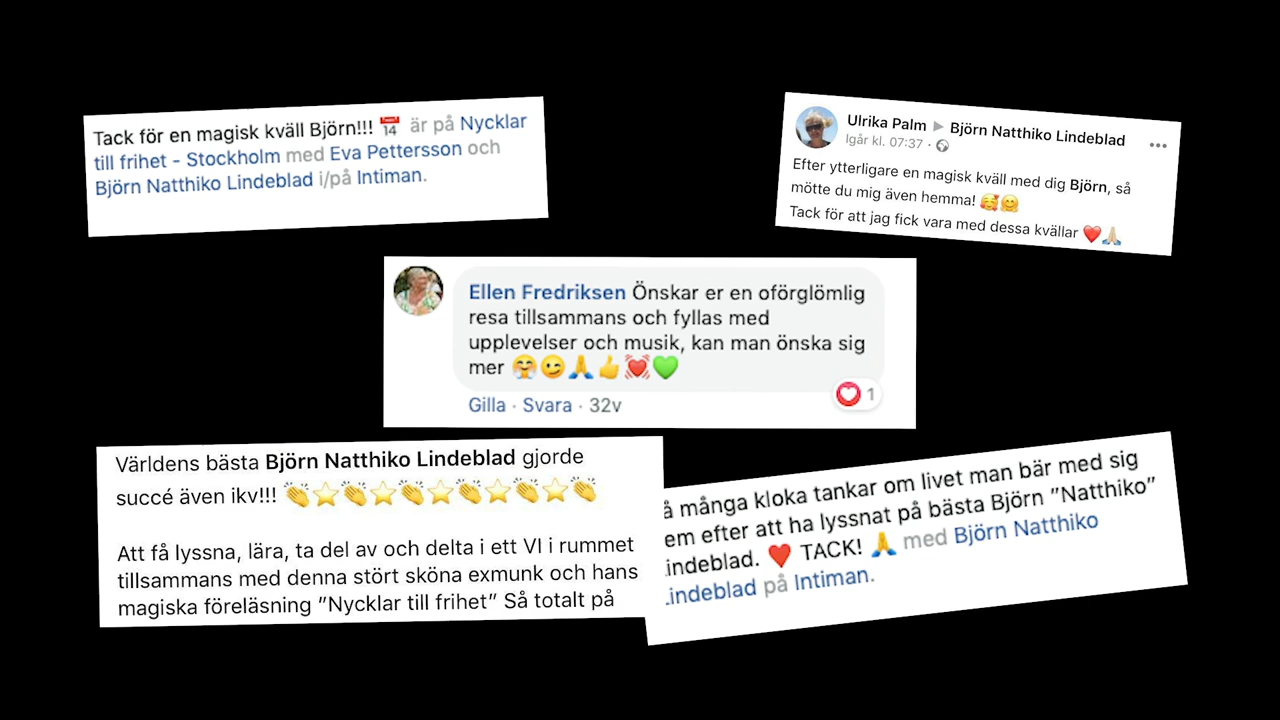 Tack för en magisk kväll Björn!!! 📅 är på Nycklar
till frihet - Stockholm med Eva Pettersson och
Björn Natthiko Lindeblad i/på Intiman.
Ulrika Palm ▶ Björn Natthiko Lindeblad
Igår kl. 07:37 ·
Efter ytterligare en magisk kväll med dig Björn, så
mötte du mig även hemma! 🥰🤗
Tack för att jag fick vara med dessa kvällar ❤️🙏🏼
Ellen Fredriksen Önskar er en oförglömlig
resa tillsammans och fyllas med
upplevelser och musik, kan man önska sig
mer 🤗😉🙏👍💓💚
1
Gilla · Svara · 32v
Världens bästa Björn Natthiko Lindeblad gjorde
succé även ikv!!! 👏⭐👏⭐👏⭐👏⭐👏⭐👏
Att få lyssna, lära, ta del av och delta i ett VI i rummet
tillsammans med denna stört sköna exmunk och hans
magiska föreläsning ”Nycklar till frihet” Så totalt på
å många kloka tankar om livet man bär med sig
em efter att ha lyssnat på bästa Björn ”Natthiko”
indeblad. ❤️ TACK! 🙏 med Björn Natthiko
Lindeblad på Intiman.